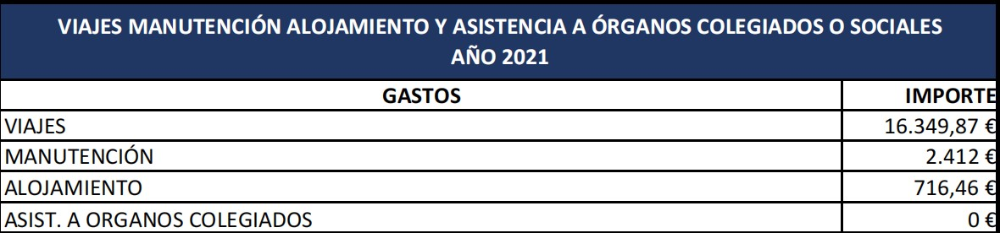 VIAJES MANUTENCIÓN ALOJAMIENTO Y ASISTENCIA A ÓRGANOS COLEGIADOS O SOCIALES
AÑO 2021
GASTOS IMPORTE
VIAJES 16.349,87 €
MANUTENCIÓN 2.412 €
ALOJAMIENTO 716,46 €
ASIST. A ORGANOS COLEGIADOS 0 €